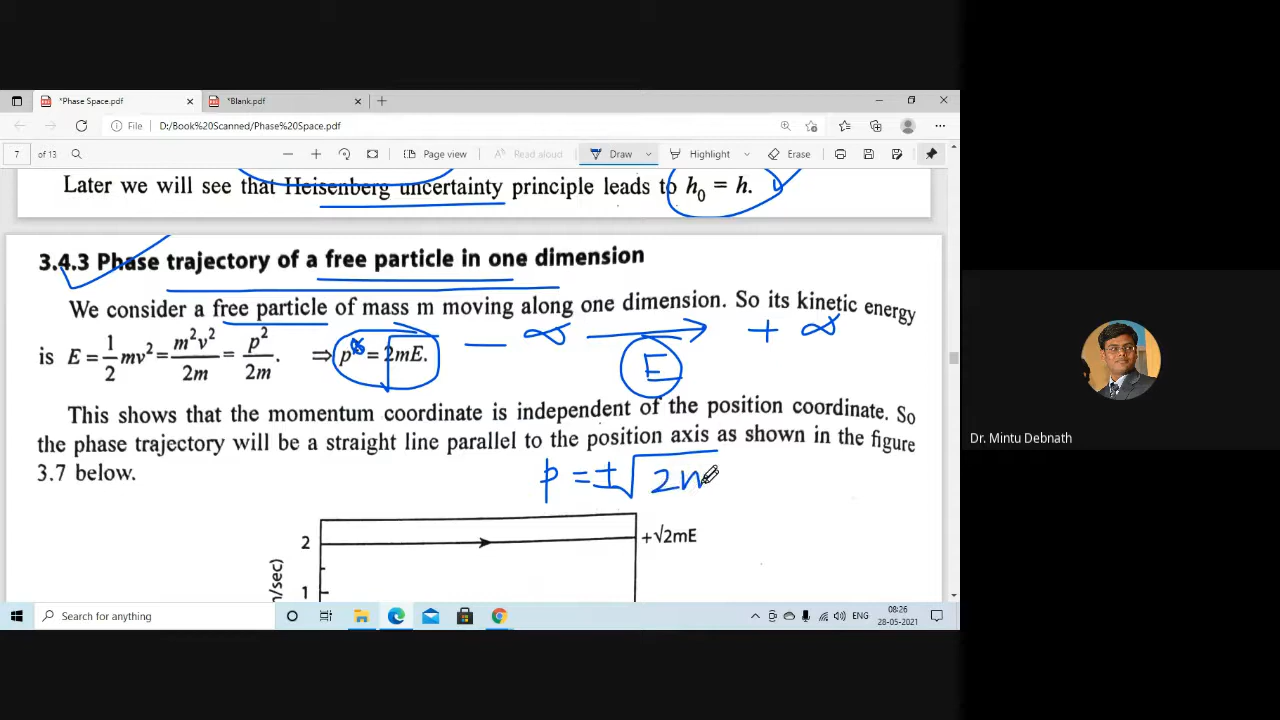 *Phase Space.pdf
*Blank.pdf
File
D:/Book%20Scanned/Phase%20Space.pdf
7 of 13
Page view
Read aloud
Draw
Highlight
Erase
Later we will see that Heisenberg uncertainty principle leads to h₀ = h.
3.4.3 Phase trajectory of a free particle in one dimension
We consider a free particle of mass m moving along one dimension. So its kinetic energy
is E = 1/2 mv² = m²v²/2m = p²/2m. ⇒ p = √2mE.
− ∞ → + ∞
E
This shows that the momentum coordinate is independent of the position coordinate. So
the phase trajectory will be a straight line parallel to the position axis as shown in the figure
3.7 below.
p = ±√2m
2
+√2mE
1
/sec)
Dr. Mintu Debnath
Search for anything
ENG
08:26
28-05-2021